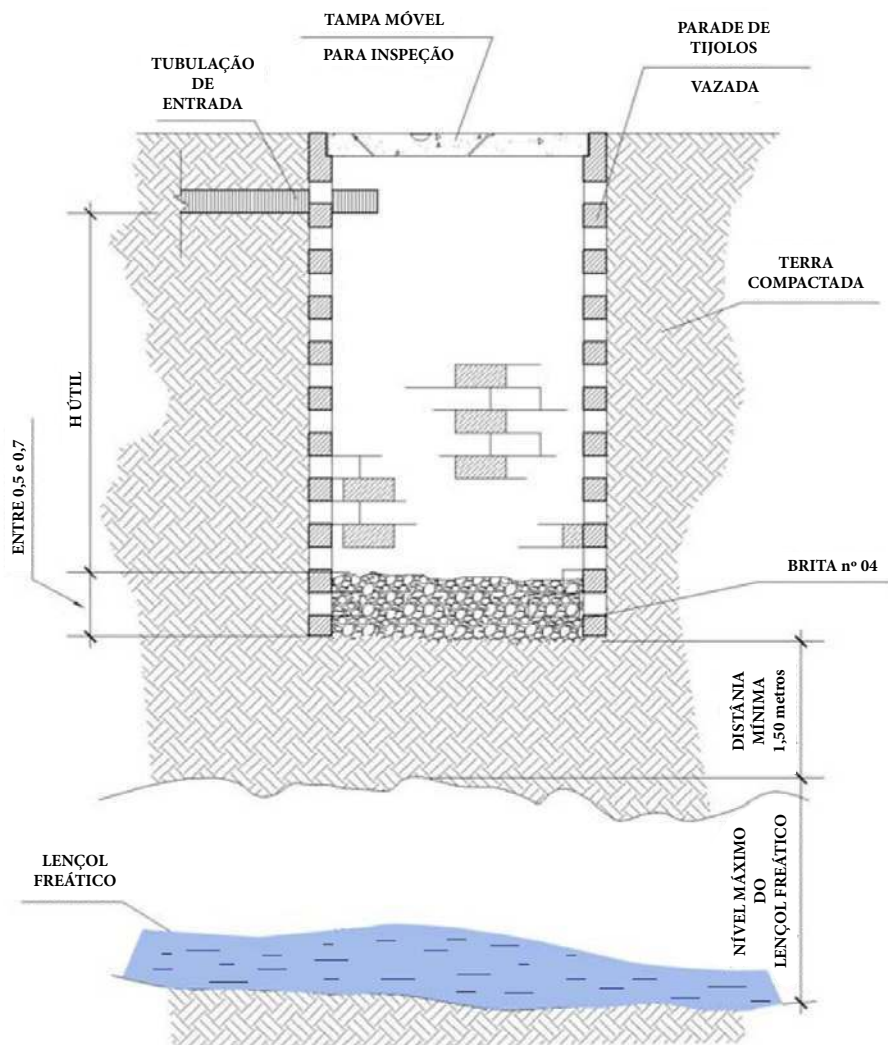 TAMPA MÓVEL
PARA INSPEÇÃO
PARADE DE
TIJOLOS
VAZADA
TUBULAÇÃO
DE
ENTRADA
TERRA
COMPACTADA
H ÚTIL
ENTRE 0,5 e 0,7
BRITA nº 04
DISTÂNIA
MÍNIMA
1,50 metros
LENÇOL
FREÁTICO
NÍVEL MÁXIMO
DO
LENÇOL FREÁTICO